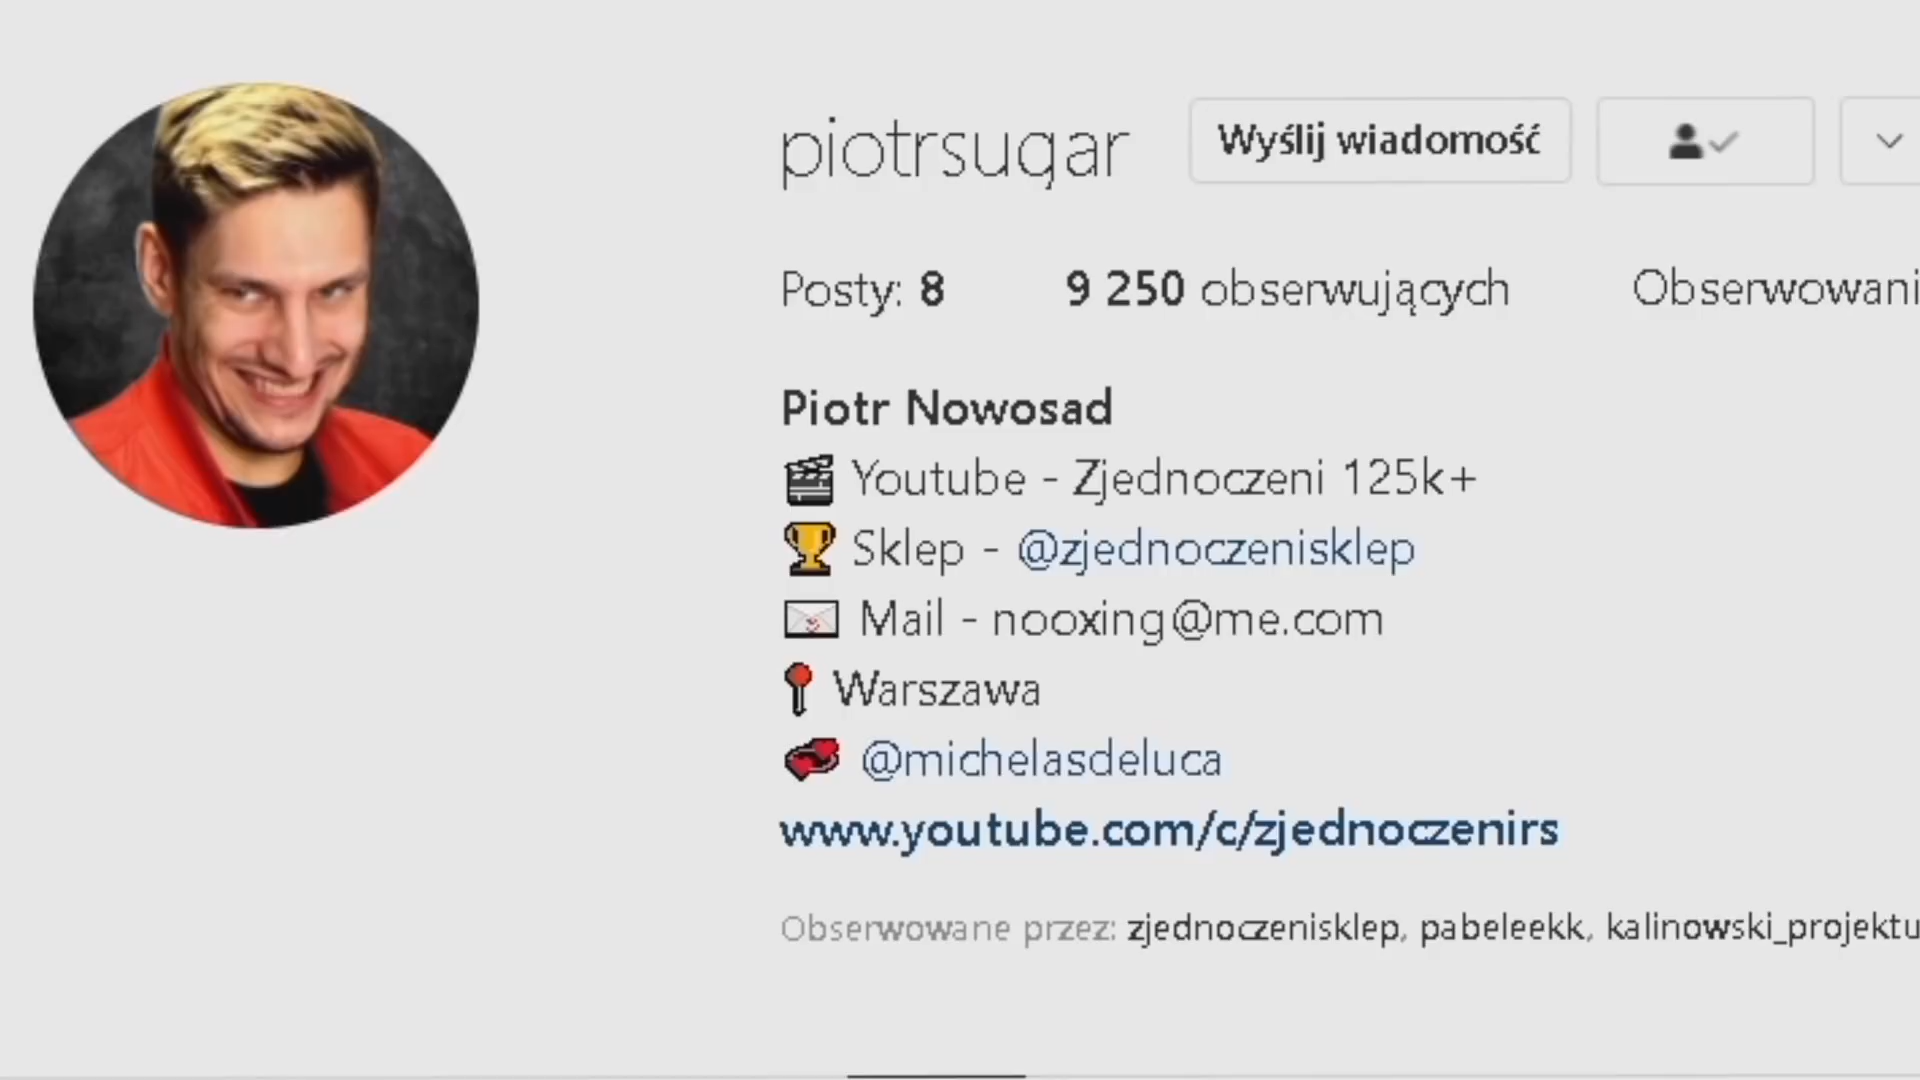 piotrsugar Wyślij wiadomość
Posty: 8 9 250 obserwujących Obserwowani
Piotr Nowosad
Youtube - Zjednoczeni 125k+
Sklep - @zjednoczenisklep
Mail - nooxing@me.com
Warszawa
@michelasdeluca
www.youtube.com/c/zjednoczenirs
Obserwowane przez: zjednoczenisklep, pabeleekk, kalinowski_projektu